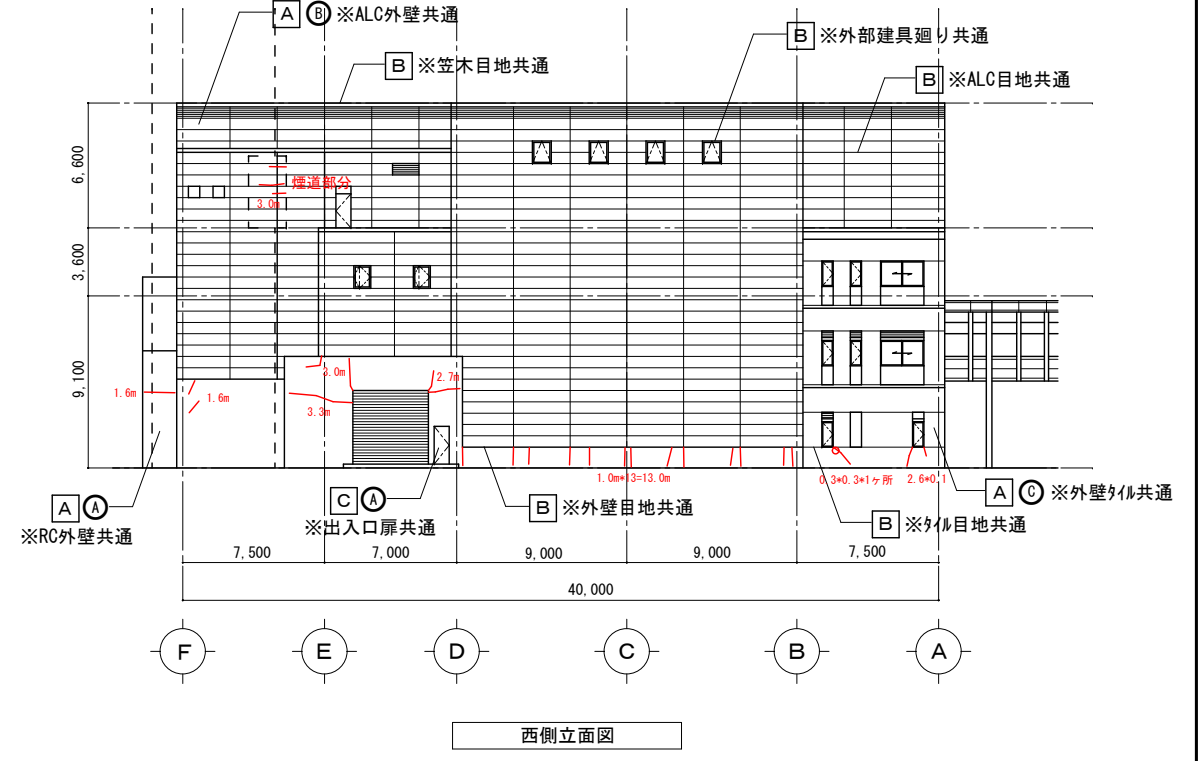 A Ⓑ ※ALC外壁共通
B ※外部建具廻り共通
B ※笠木目地共通
B ※ALC目地共通
6,600
煙道部分
3.0m
3,600
9,100
3.0m
2.7m
1.6m
1.6m
3.3m
1.0m*13=13.0m
0.3*0.3*1ヶ所
2.6*0.1
A Ⓐ
※RC外壁共通
C Ⓐ
※出入口扉共通
B ※外壁目地共通
A Ⓒ ※外壁ﾀｲﾙ共通
B ※ﾀｲﾙ目地共通
7,500 7,000 9,000 9,000 7,500
40,000
F E D C B A
西側立面図